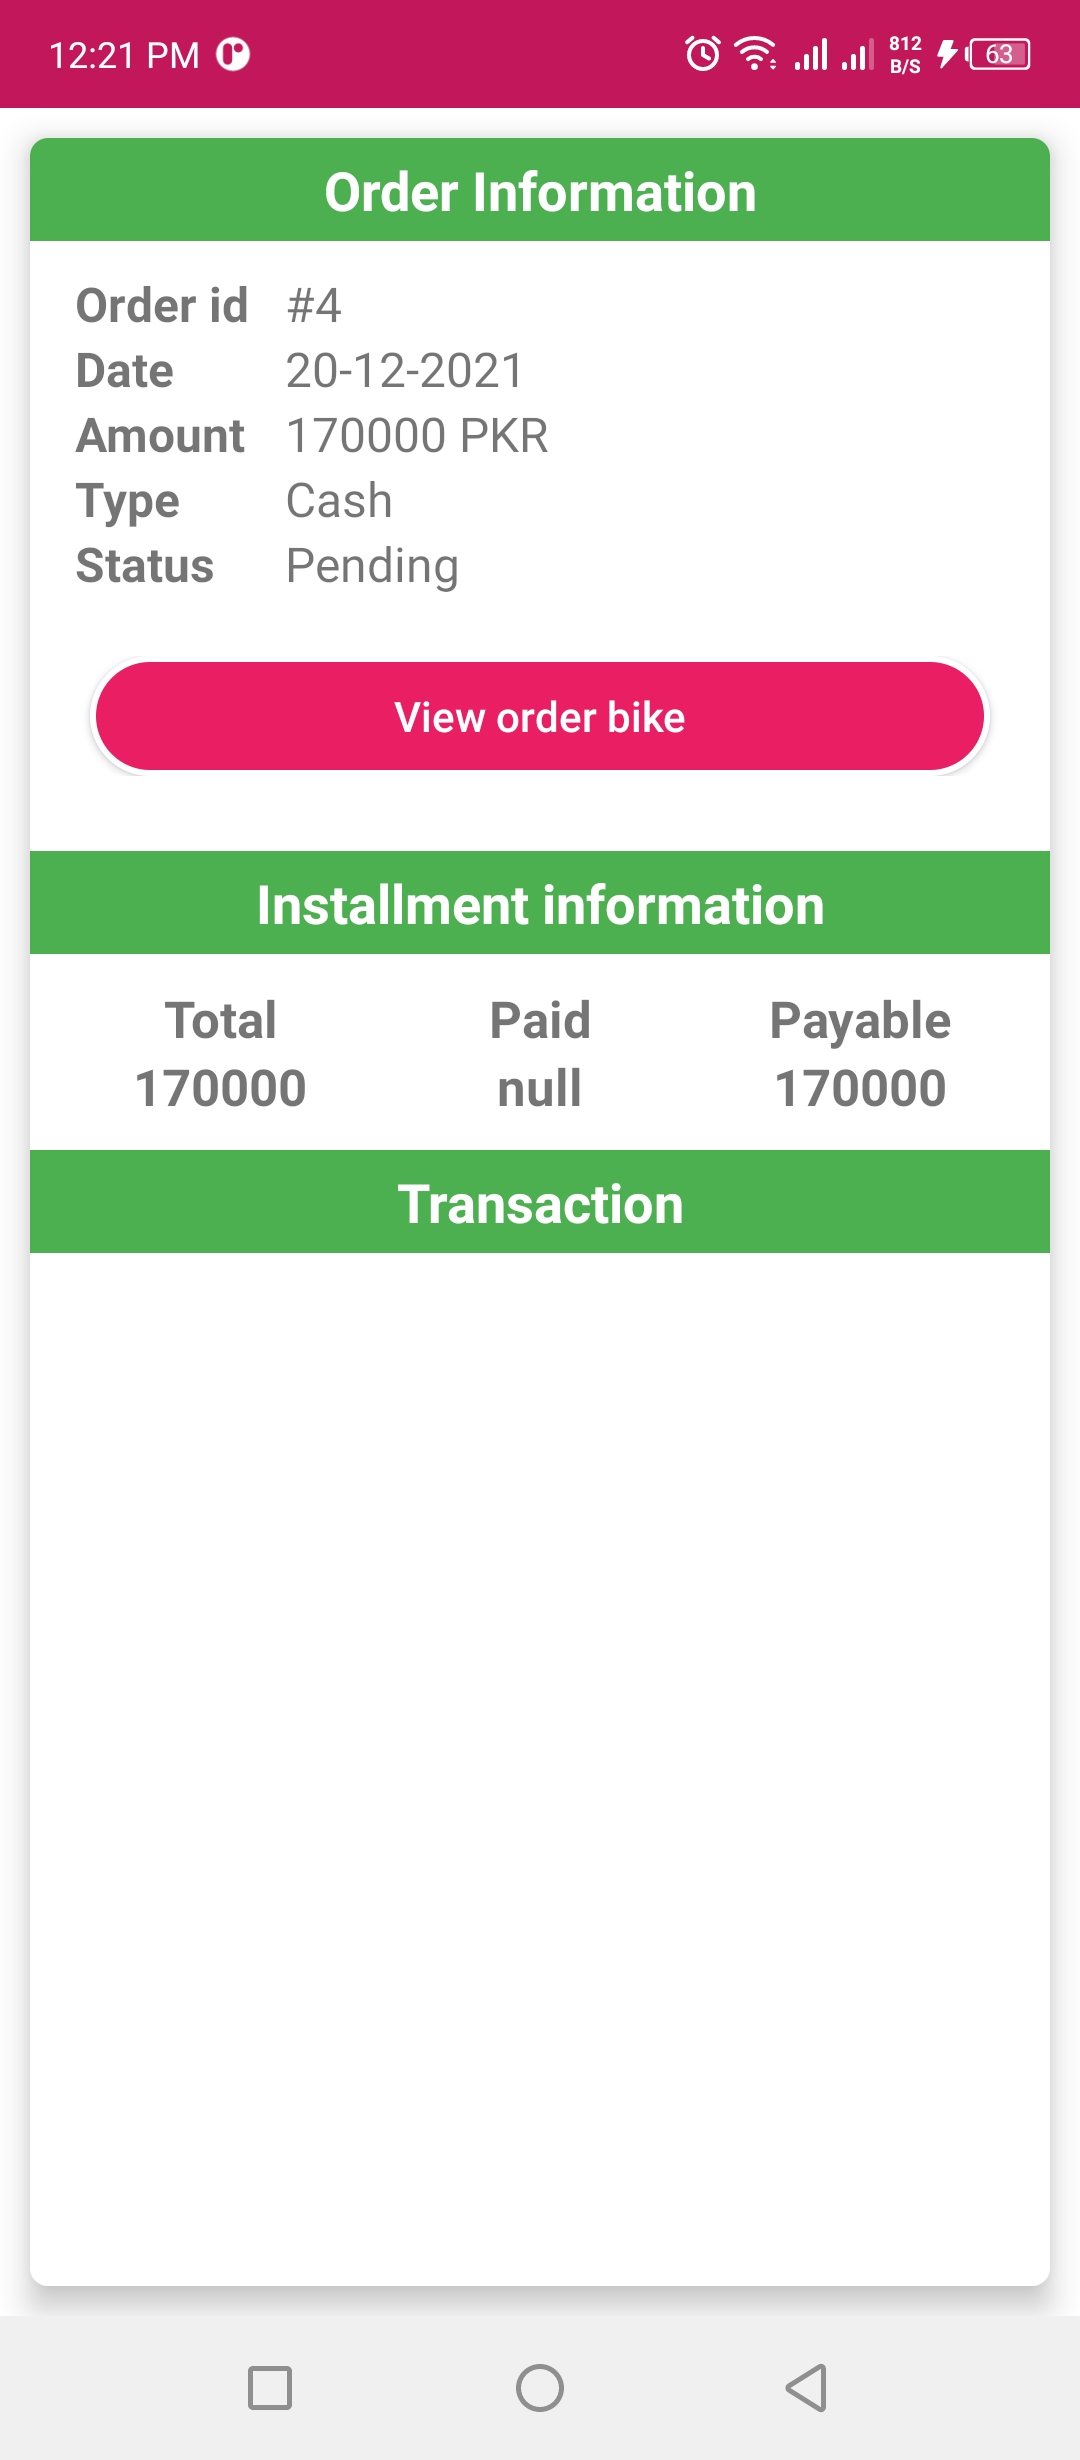 12:21 PM
812
B/S
63
Order Information
Order id #4
Date 20-12-2021
Amount 170000 PKR
Type Cash
Status Pending
View order bike
Installment information
Total Paid Payable
170000 null 170000
Transaction